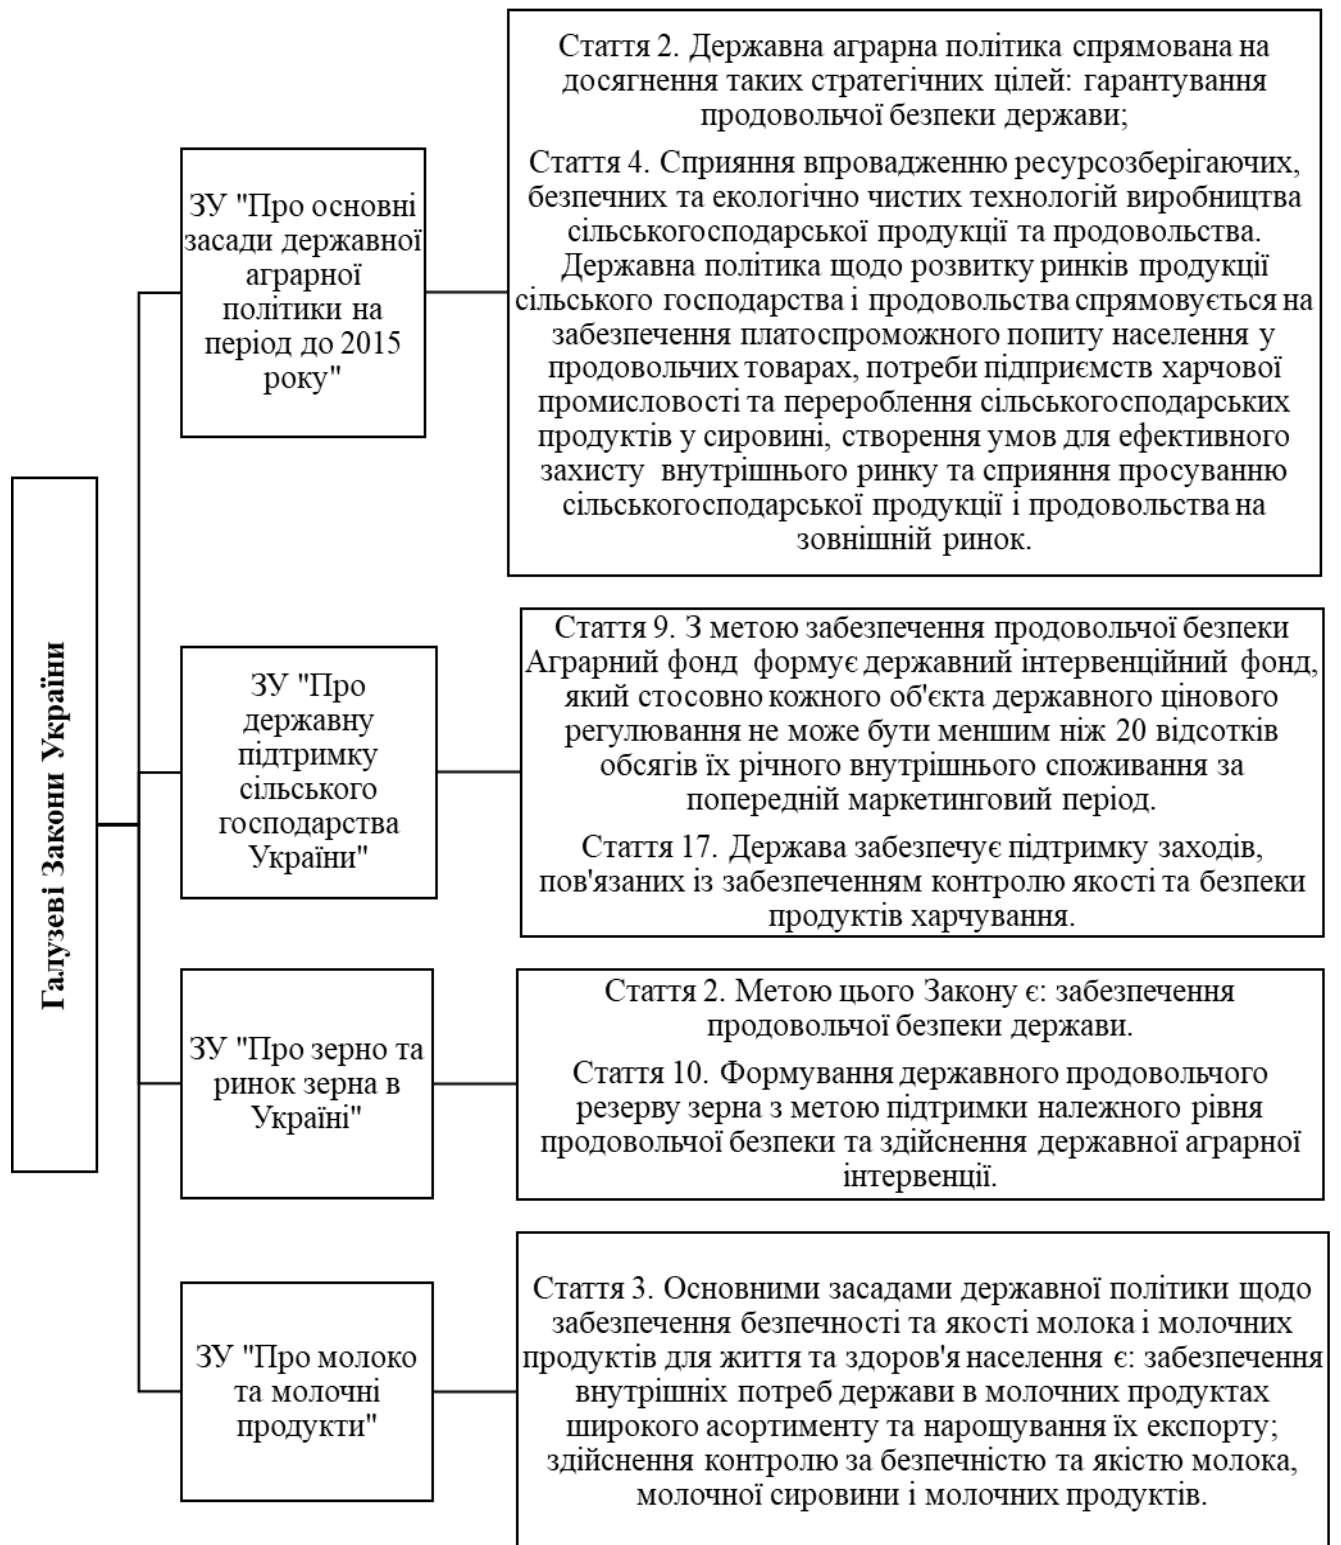 Галузеві Закони України
ЗУ "Про основні
засади державної
аграрної
політики на
період до 2015
року"
Стаття 2. Державна аграрна політика спрямована на
досягнення таких стратегічних цілей: гарантування
продовольчої безпеки держави;
Стаття 4. Сприяння впровадженню ресурсозберігаючих,
безпечних та екологічно чистих технологій виробництва
сільськогосподарської продукції та продовольства.
Державна політика щодо розвитку ринків продукції
сільського господарства і продовольства спрямовується на
забезпечення платоспроможного попиту населення у
продовольчих товарах, потреби підприємств харчової
промисловості та перероблення сільськогосподарських
продуктів у сировині, створення умов для ефективного
захисту внутрішнього ринку та сприяння просуванню
сільськогосподарської продукції і продовольства на
зовнішній ринок.
ЗУ "Про
державну
підтримку
сільського
господарства
України"
Стаття 9. З метою забезпечення продовольчої безпеки
Аграрний фонд формує державний інтервенційний фонд,
який стосовно кожного об'єкта державного цінового
регулювання не може бути меншим ніж 20 відсотків
обсягів їх річного внутрішнього споживання за
попередній маркетинговий період.
Стаття 17. Держава забезпечує підтримку заходів,
пов'язаних із забезпеченням контролю якості та безпеки
продуктів харчування.
ЗУ "Про зерно та
ринок зерна в
Україні"
Стаття 2. Метою цього Закону є: забезпечення
продовольчої безпеки держави.
Стаття 10. Формування державного продовольчого
резерву зерна з метою підтримки належного рівня
продовольчої безпеки та здійснення державної аграрної
інтервенції.
ЗУ "Про молоко
та молочні
продукти"
Стаття 3. Основними засадами державної політики щодо
забезпечення безпечності та якості молока і молочних
продуктів для життя та здоров'я населення є: забезпечення
внутрішніх потреб держави в молочних продуктах
широкого асортименту та нарощування їх експорту;
здійснення контролю за безпечністю та якістю молока,
молочної сировини і молочних продуктів.